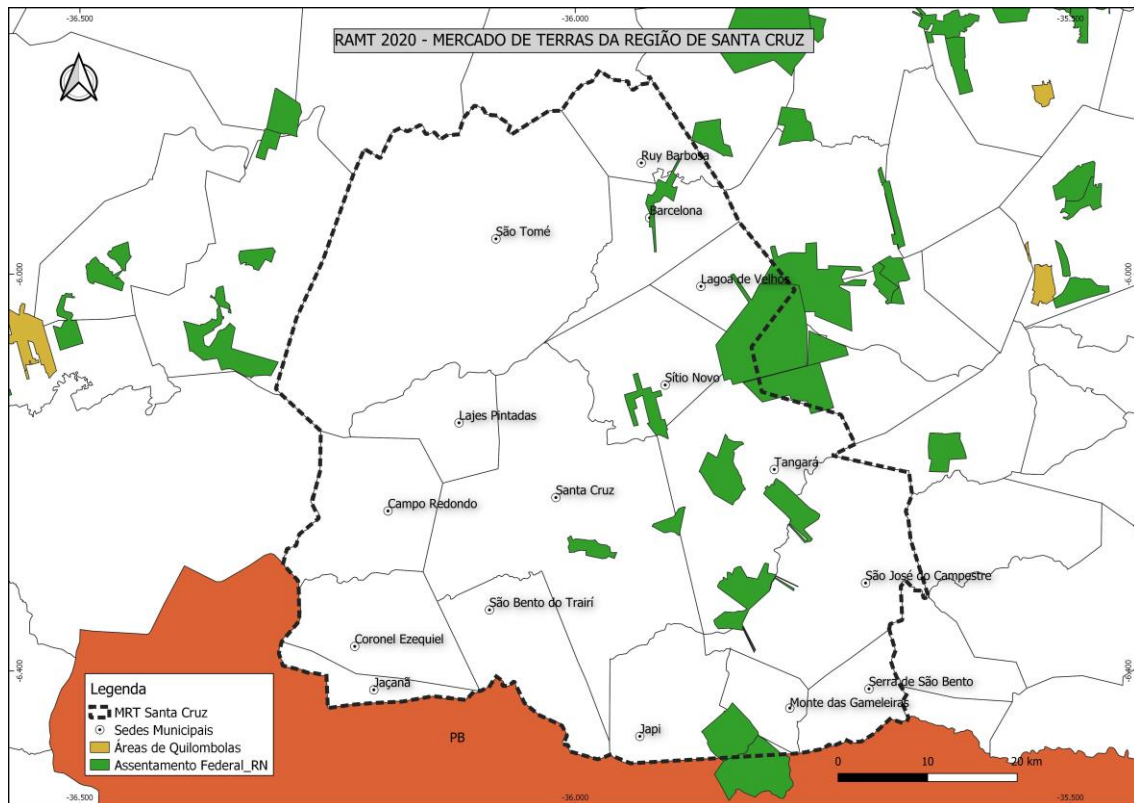 -36.500
-36.000
-35.500
RAMT 2020 - MERCADO DE TERRAS DA REGIÃO DE SANTA CRUZ
Ruy Barbosa
Barcelona
São Tomé
-6.000
-6.000
Lagoa de Velhos
Sítio Novo
Lajes Pintadas
Tangará
Santa Cruz
Campo Redondo
São José do Campestre
São Bento do Trairí
Coronel Ezequiel
-6.400
Jaçanã
Serra de São Bento
Monte das Gameleiras
Japi
PB
Legenda
MRT Santa Cruz
Sedes Municipais
Áreas de Quilombolas
Assentamento Federal_RN
0 10 20 km
-36.500
-36.000
-35.500